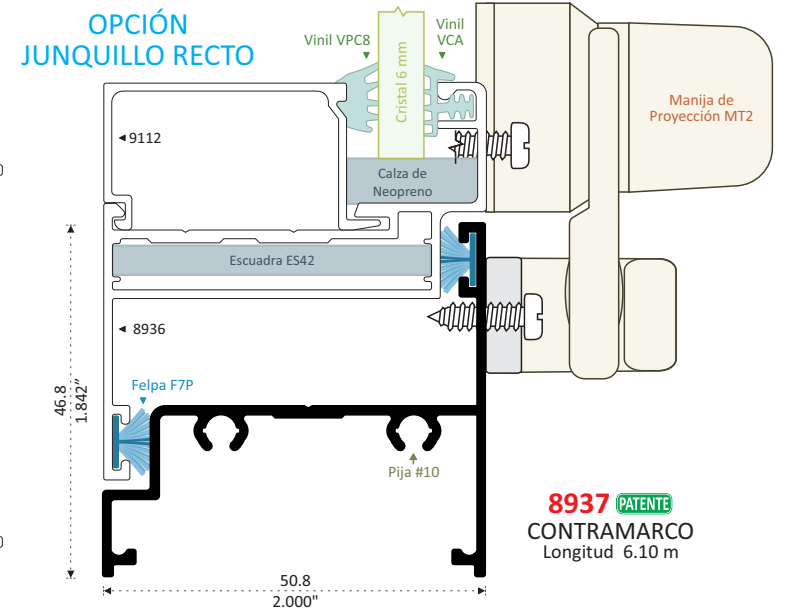 OPCIÓN
JUNQUILLO RECTO
Vinil VPC8
Vinil
VCA
Cristal 6 mm
Manija de
Proyección MT2
9112
Calza de
Neopreno
Escuadra ES42
8936
46.8
1.842"
Felpa F7P
Pija #10
8937 PATENTE
CONTRAMARCO
Longitud 6.10 m
50.8
2.000"